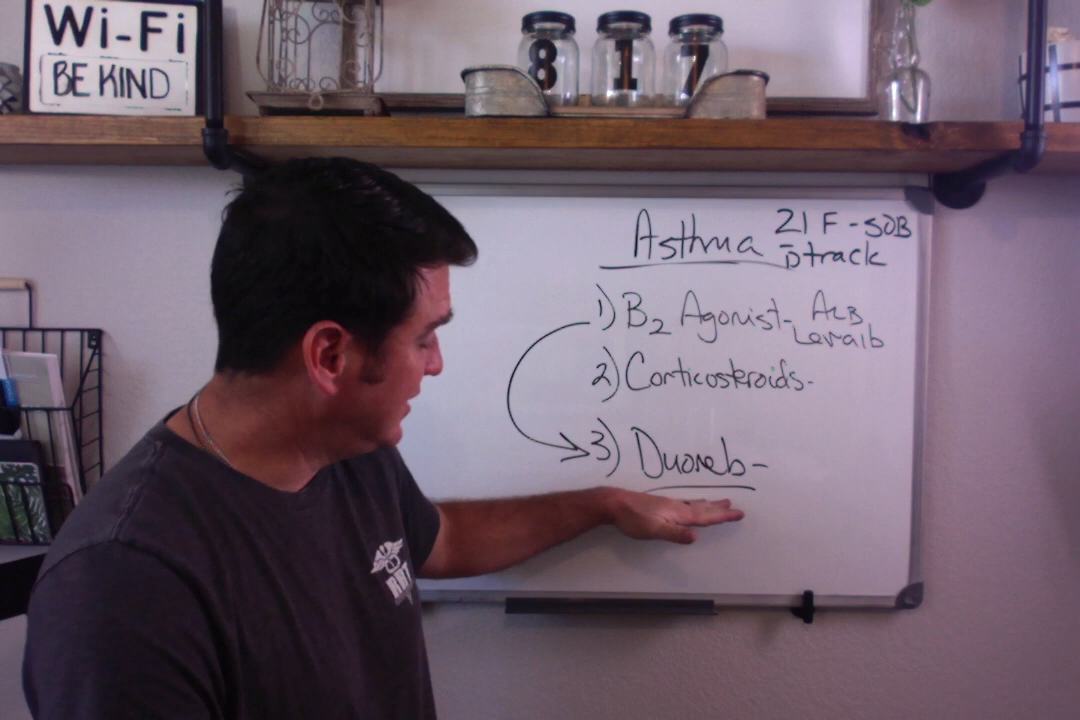 Wi-Fi
BE KIND
8 1 7
Asthma 21 F - SOB
D track
1) B2 Agonist- ALB
Levalb
2) Corticosteroids-
3) Duoneb-
RRT